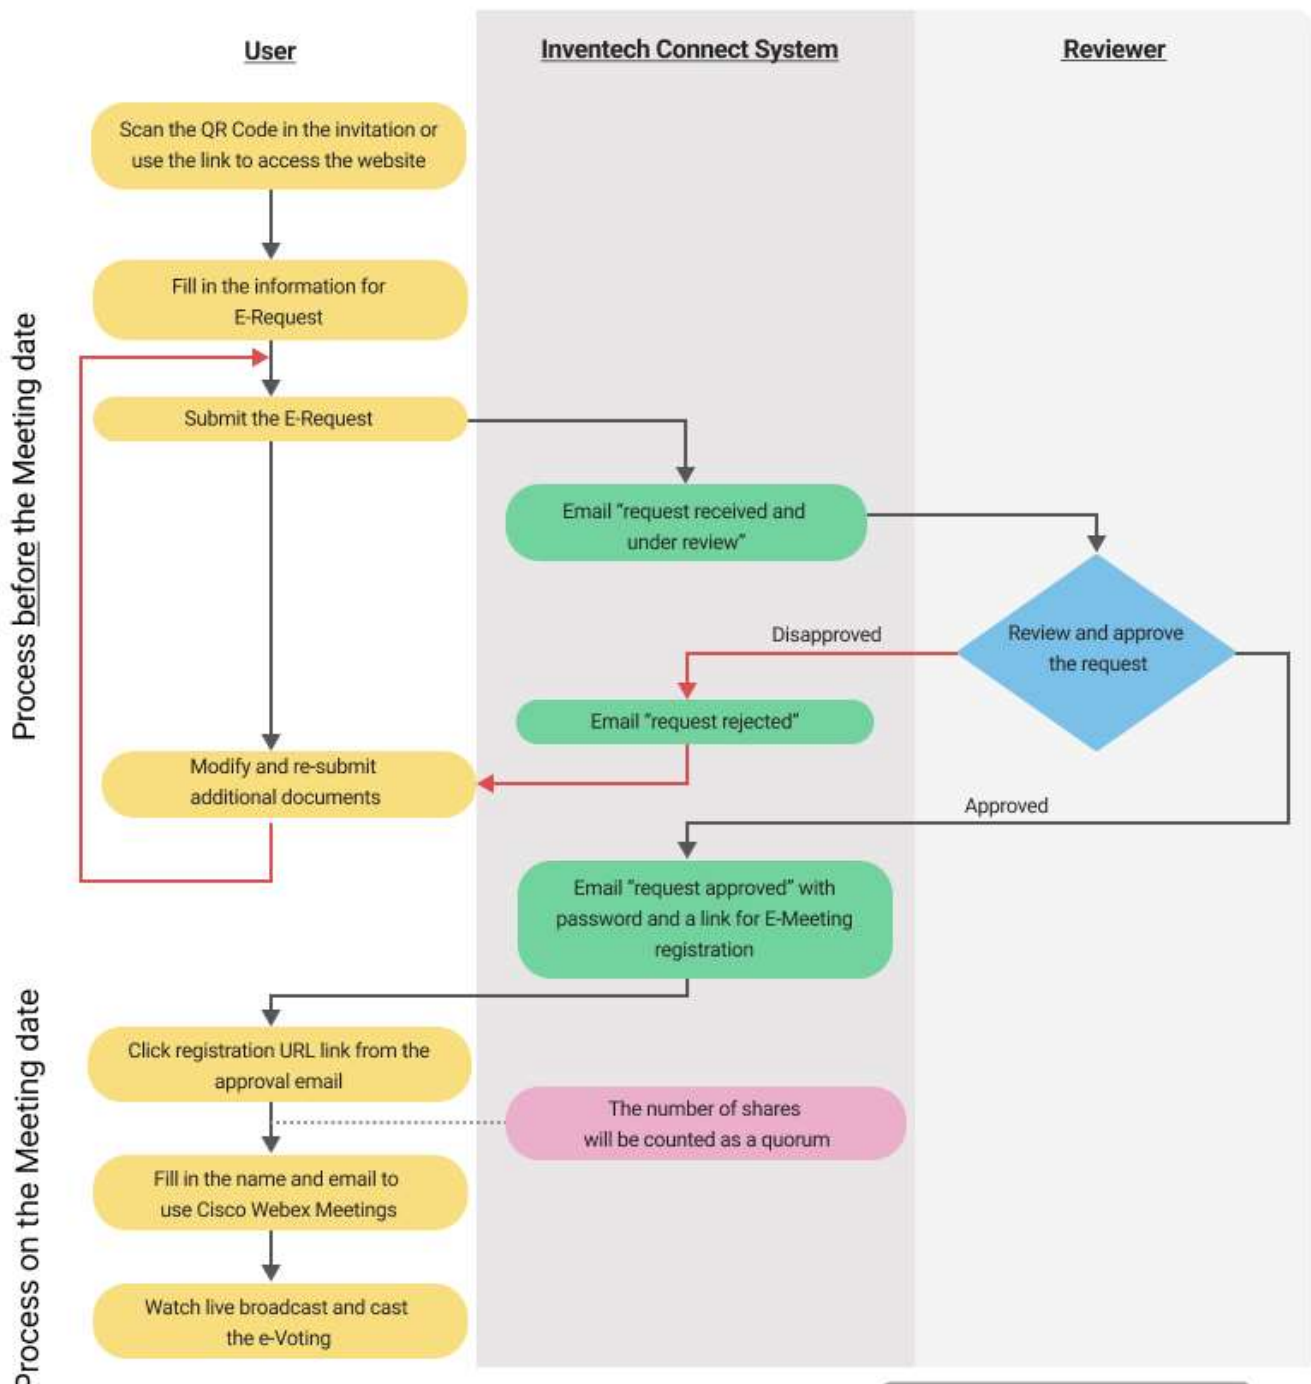 User
Inventech Connect System
Reviewer
Scan the QR Code in the invitation or
use the link to access the website
Fill in the information for
E-Request
Submit the E-Request
Email “request received and
under review”
Review and approve
the request
Disapproved
Email “request rejected”
Modify and re-submit
additional documents
Approved
Email “request approved” with
password and a link for E-Meeting
registration
Process before the Meeting date
Click registration URL link from the
approval email
The number of shares
will be counted as a quorum
Fill in the name and email to
use Cisco Webex Meetings
Watch live broadcast and cast
the e-Voting
Process on the Meeting date